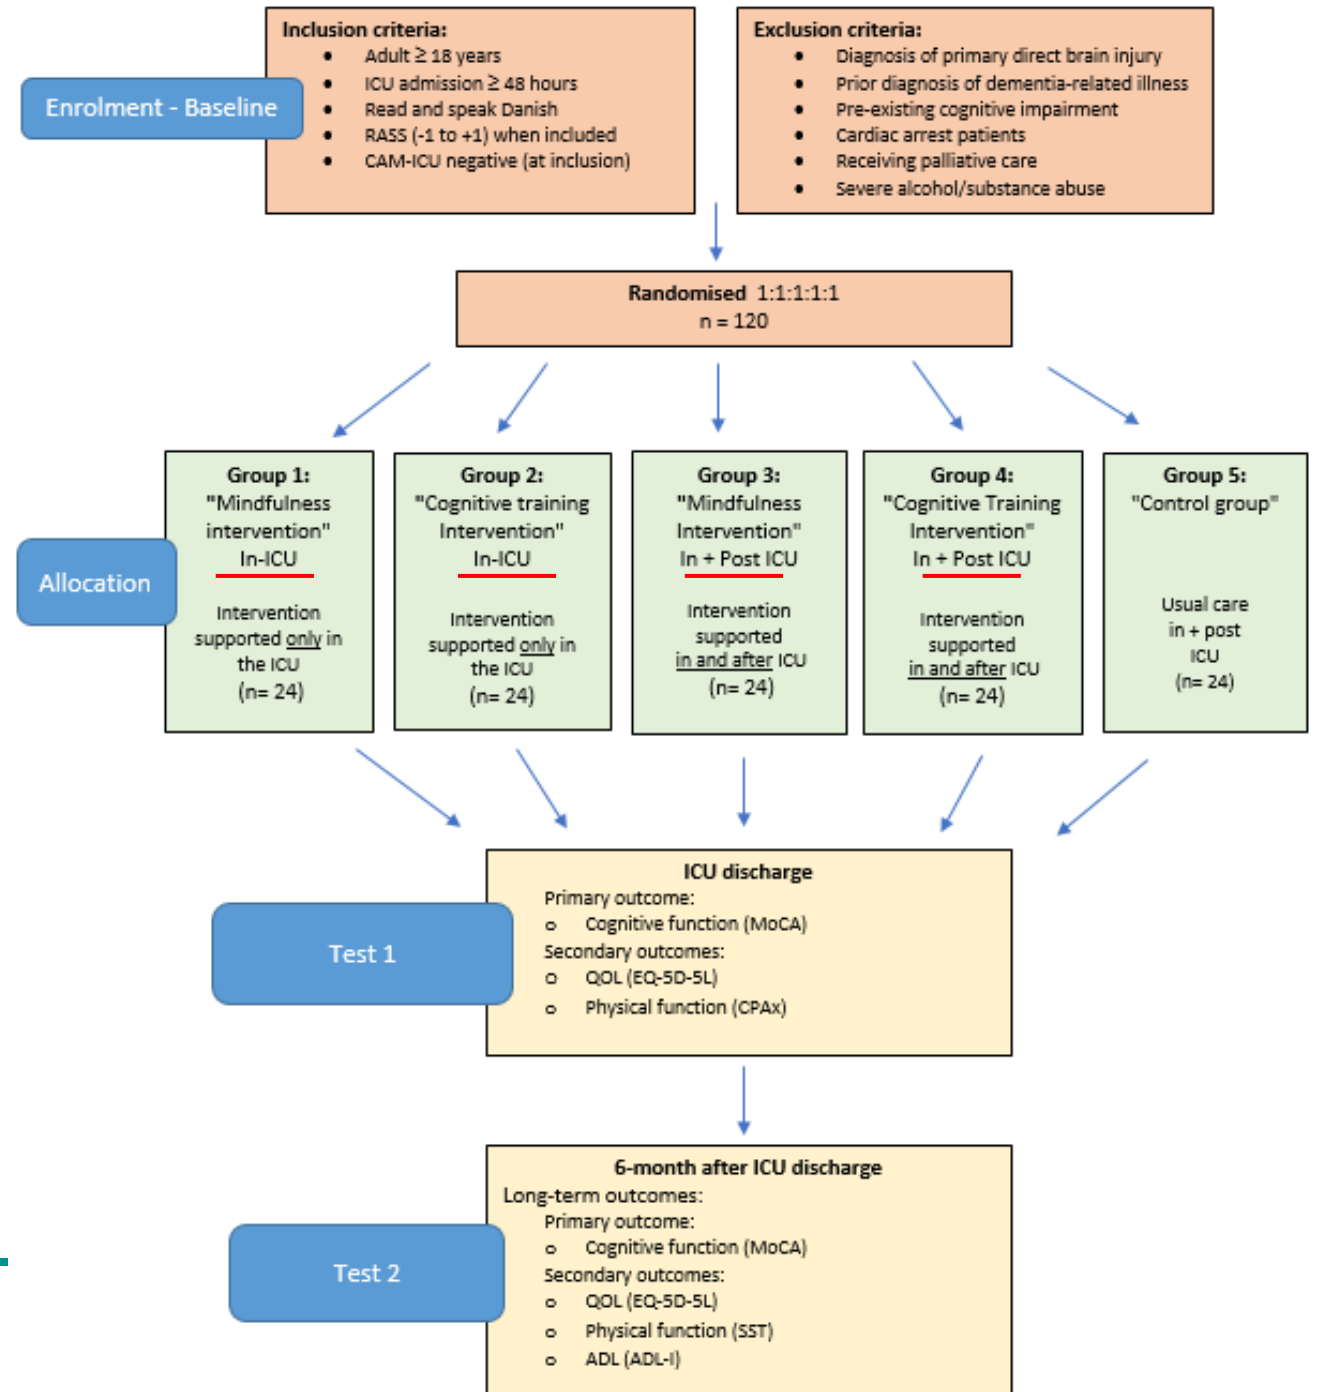 Inclusion criteria:
• Adult ≥ 18 years
• ICU admission ≥ 48 hours
• Read and speak Danish
• RASS (-1 to +1) when included
• CAM-ICU negative (at inclusion)
Exclusion criteria:
• Diagnosis of primary direct brain injury
• Prior diagnosis of dementia-related illness
• Pre-existing cognitive impairment
• Cardiac arrest patients
• Receiving palliative care
• Severe alcohol/substance abuse
Enrolment - Baseline
Randomised 1:1:1:1:1
n = 120
Allocation
Group 1:
"Mindfulness
intervention"
In-ICU
Intervention
supported only in
the ICU
(n= 24)
Group 2:
"Cognitive training
Intervention"
In-ICU
Intervention
supported only in
the ICU
(n= 24)
Group 3:
"Mindfulness
Intervention"
In + Post ICU
Intervention
supported
in and after ICU
(n= 24)
Group 4:
"Cognitive Training
Intervention"
In + Post ICU
Intervention
supported
in and after ICU
(n= 24)
Group 5:
"Control group"
Usual care
in + post
ICU
(n= 24)
Test 1
ICU discharge
Primary outcome:
o Cognitive function (MoCA)
Secondary outcomes:
o QOL (EQ-5D-5L)
o Physical function (CPAx)
Test 2
6-month after ICU discharge
Long-term outcomes:
Primary outcome:
o Cognitive function (MoCA)
Secondary outcomes:
o QOL (EQ-5D-5L)
o Physical function (SST)
o ADL (ADL-I)